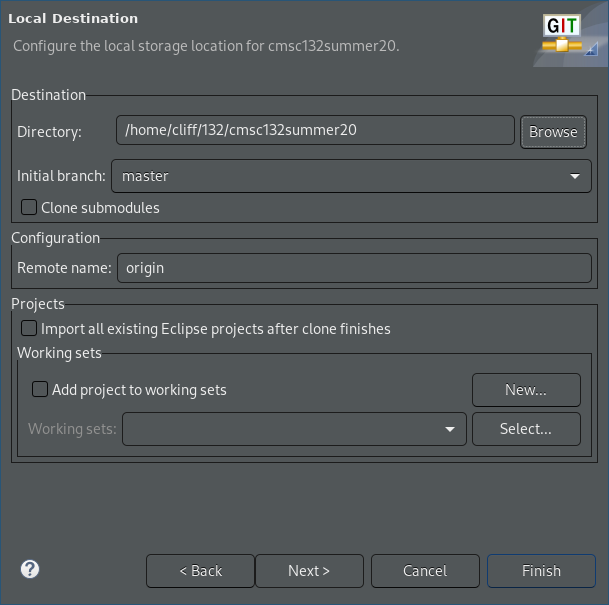 Local Destination
Configure the local storage location for cmsc132summer20.
GIT
Destination
Directory: /home/cliff/132/cmsc132summer20 Browse
Initial branch: master
Clone submodules
Configuration
Remote name: origin
Projects
Import all existing Eclipse projects after clone finishes
Working sets
Add project to working sets New...
Working sets: Select...
? < Back Next > Cancel Finish